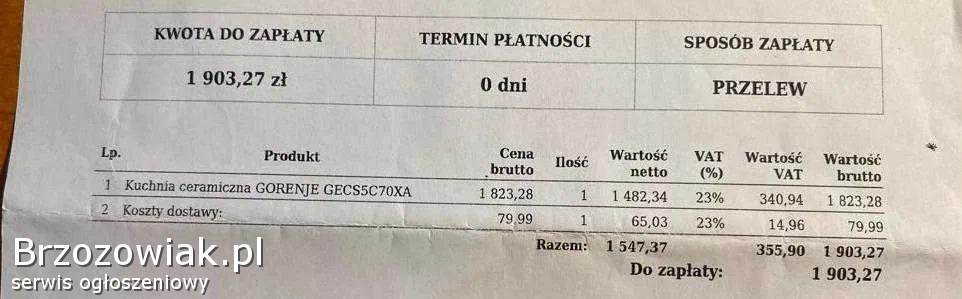 KWOTA DO ZAPŁATY TERMIN PŁATNOŚCI SPOSÓB ZAPŁATY
1 903,27 zł 0 dni PRZELEW
Lp. Produkt Cena brutto Ilość Wartość netto VAT (%) Wartość VAT Wartość brutto
1 Kuchnia ceramiczna GORENJE GECS5C70XA 1 823,28 1 1 482,34 23% 340,94 1 823,28
2 Koszty dostawy: 79,99 1 65,03 23% 14,96 79,99
Razem: 1 547,37 355,90 1 903,27
Do zapłaty: 1 903,27
Brzozowiak.pl
serwis ogłoszeniowy